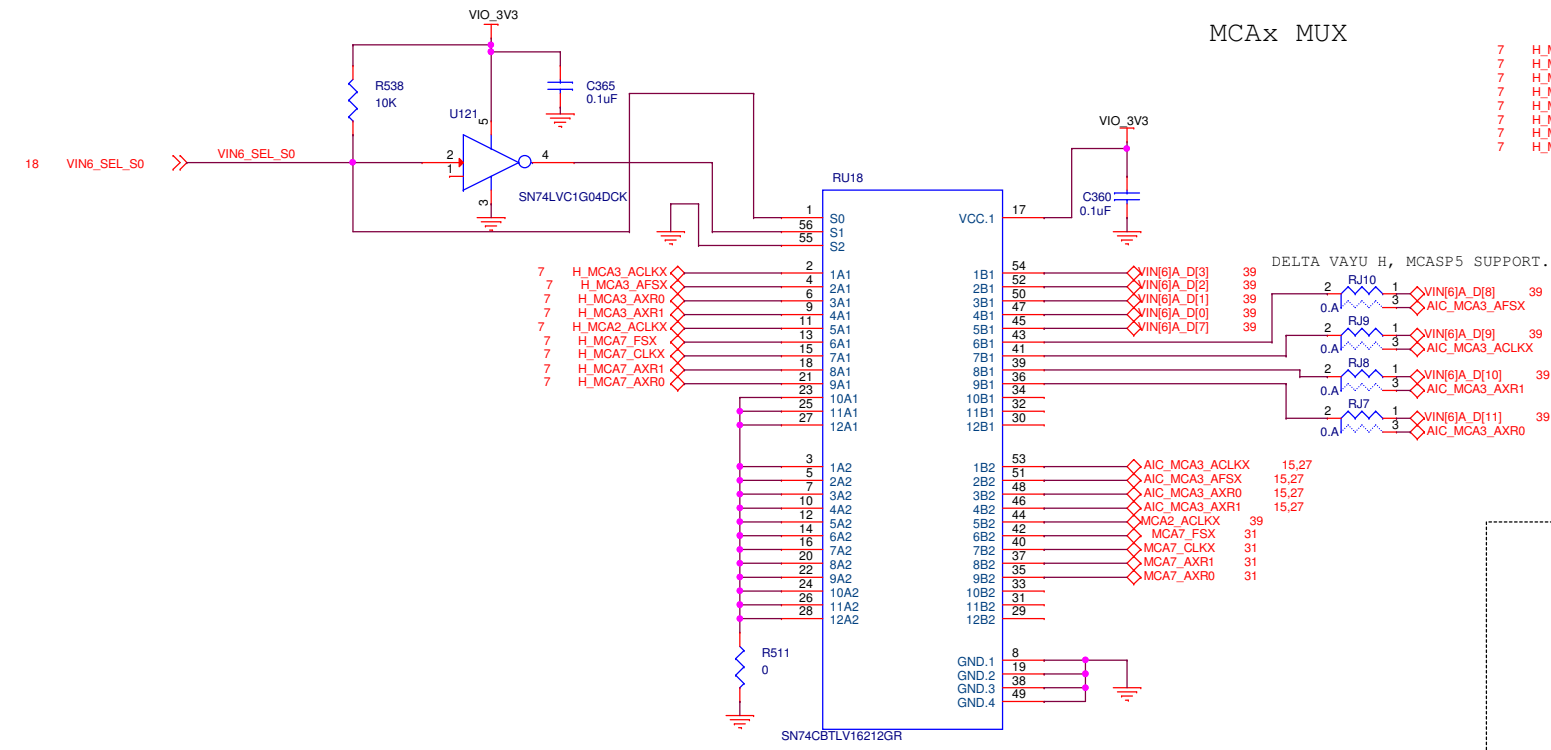 MCAx MUX
VIO_3V3
R538
10K
C365
0.1uF
U121
5
2
1
4
3
SN74LVC1G04DCK
18 VIN6_SEL_S0
VIN6_SEL_S0
7
7
7
7
7
7
7
7
VIO_3V3
C360
0.1uF
RU18
1 S0
56 S1
55 S2
VCC.1 17
7 H_MCA3_ACLKX 2 1A1
7 H_MCA3_AFSX 4 2A1
7 H_MCA3_AXR0 6 3A1
7 H_MCA3_AXR1 9 4A1
7 H_MCA2_ACLKX 11 5A1
7 H_MCA7_FSX 13 6A1
7 H_MCA7_CLKX 15 7A1
7 H_MCA7_AXR1 18 8A1
7 H_MCA7_AXR0 21 9A1
23 10A1
25 11A1
27 12A1
3 1A2
5 2A2
7 3A2
10 4A2
12 5A2
14 6A2
16 7A2
20 8A2
22 9A2
24 10A2
26 11A2
28 12A2
R511
0
1B1 54 VIN[6]A_D[3] 39
2B1 52 VIN[6]A_D[2] 39
3B1 50 VIN[6]A_D[1] 39
4B1 47 VIN[6]A_D[0] 39
5B1 45 VIN[6]A_D[7] 39
6B1 43
7B1 41
8B1 39
9B1 36
10B1 34
11B1 32
12B1 30
1B2 53 AIC_MCA3_ACLKX 15,27
2B2 51 AIC_MCA3_AFSX 15,27
3B2 48 AIC_MCA3_AXR0 15,27
4B2 46 AIC_MCA3_AXR1 15,27
5B2 44 MCA2_ACLKX 39
6B2 42 MCA7_FSX 31
7B2 40 MCA7_CLKX 31
8B2 37 MCA7_AXR1 31
9B2 35 MCA7_AXR0 31
10B2 33
11B2 31
12B2 29
GND.1 8
GND.2 19
GND.3 38
GND.4 49
SN74CBTLV16212GR
DELTA VAYU H, MCASP5 SUPPORT.
RJ10
2 1 VIN[6]A_D[8] 39
0.A 3 AIC_MCA3_AFSX
RJ9
2 1 VIN[6]A_D[9] 39
0.A 3 AIC_MCA3_ACLKX
RJ8
2 1 VIN[6]A_D[10] 39
0.A 3 AIC_MCA3_AXR1
RJ7
2 1 VIN[6]A_D[11] 39
0.A 3 AIC_MCA3_AXR0